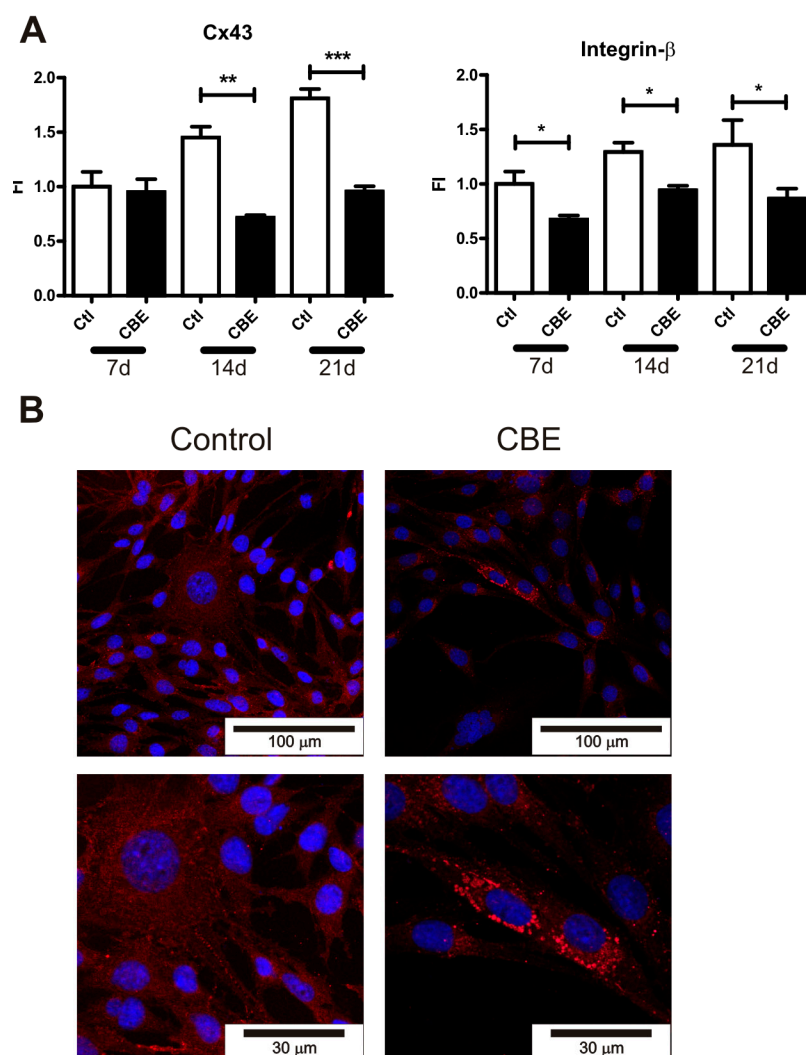 A
Cx43
Integrin-β
** ***
* * *
2.0
1.5
1.0
0.5
0.0
FI
Ctl CBE Ctl CBE Ctl CBE
7d 14d 21d
2.0
1.5
1.0
0.5
0.0
FI
Ctl CBE Ctl CBE Ctl CBE
7d 14d 21d
B
Control CBE
100 μm 100 μm
30 μm 30 μm